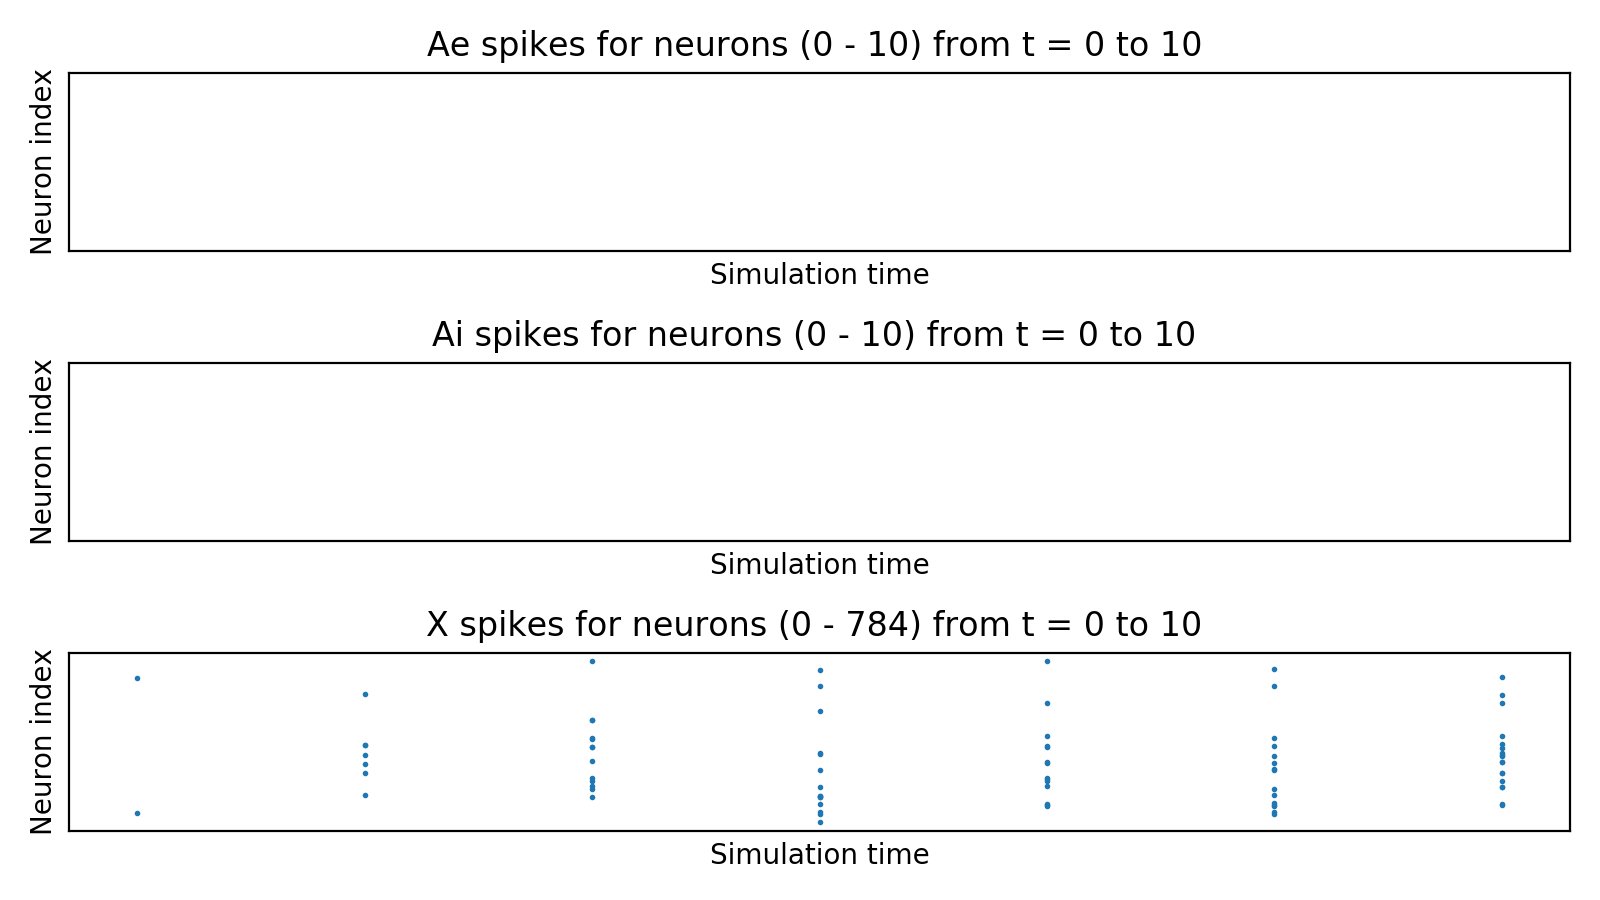 Ae spikes for neurons (0 - 10) from t = 0 to 10
Neuron index
Simulation time
Ai spikes for neurons (0 - 10) from t = 0 to 10
Neuron index
Simulation time
X spikes for neurons (0 - 784) from t = 0 to 10
Neuron index
Simulation time